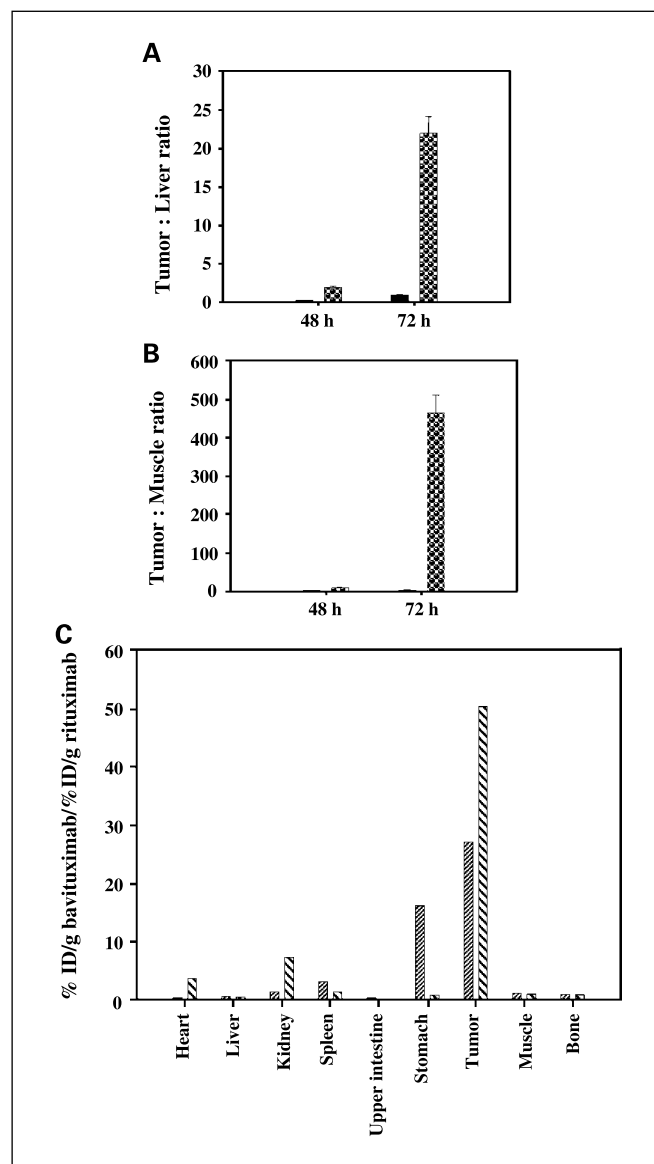 A
Tumor : Liver ratio
30
25
20
15
10
5
0
48 h 72 h
B
Tumor : Muscle ratio
600
500
400
300
200
100
0
48 h 72 h
C
% ID/g bavituximab/% ID/g rituximab
60
50
40
30
20
10
0
Heart
Liver
Kidney
Spleen
Upper intestine
Stomach
Tumor
Muscle
Bone